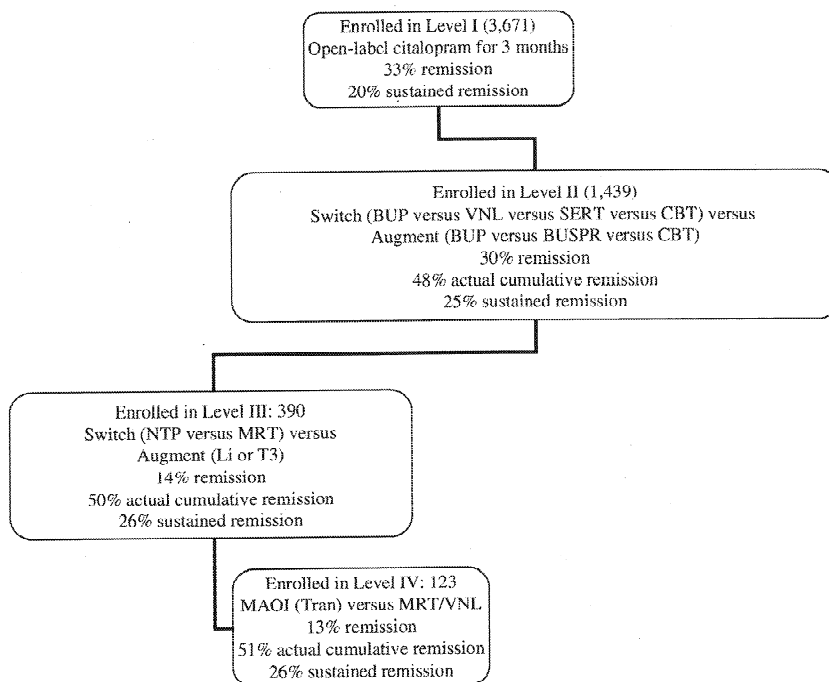 Enrolled in Level I (3,671)
Open-label citalopram for 3 months
33% remission
20% sustained remission
Enrolled in Level II (1,439)
Switch (BUP versus VNL versus SERT versus CBT) versus
Augment (BUP versus BUSPR versus CBT)
30% remission
48% actual cumulative remission
25% sustained remission
Enrolled in Level III: 390
Switch (NTP versus MRT) versus
Augment (Li or T3)
14% remission
50% actual cumulative remission
26% sustained remission
Enrolled in Level IV: 123
MAOI (Tran) versus MRT/VNL
13% remission
51% actual cumulative remission
26% sustained remission